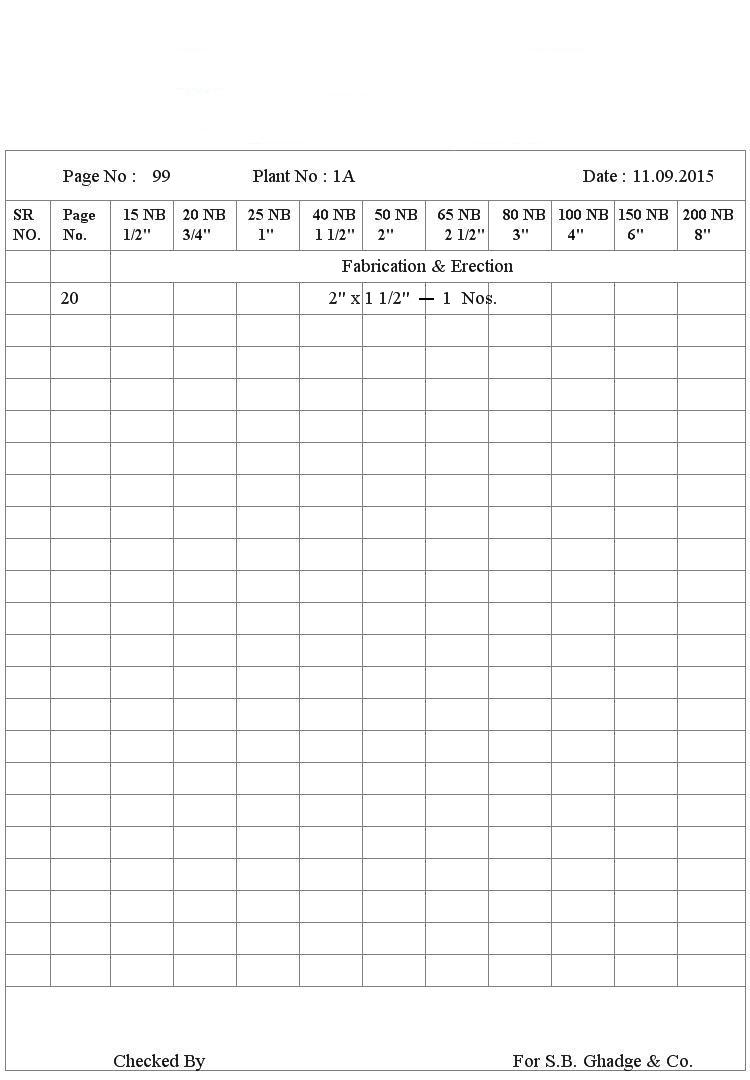 Page No : 99 Plant No : 1A Date : 11.09.2015
SR Page 15 NB 20 NB 25 NB 40 NB 50 NB 65 NB 80 NB 100 NB 150 NB 200 NB
NO. No. 1/2" 3/4" 1" 1 1/2" 2" 2 1/2" 3" 4" 6" 8"
Fabrication & Erection
20 2" x 1 1/2" — 1 Nos.
Checked By For S.B. Ghadge & Co.